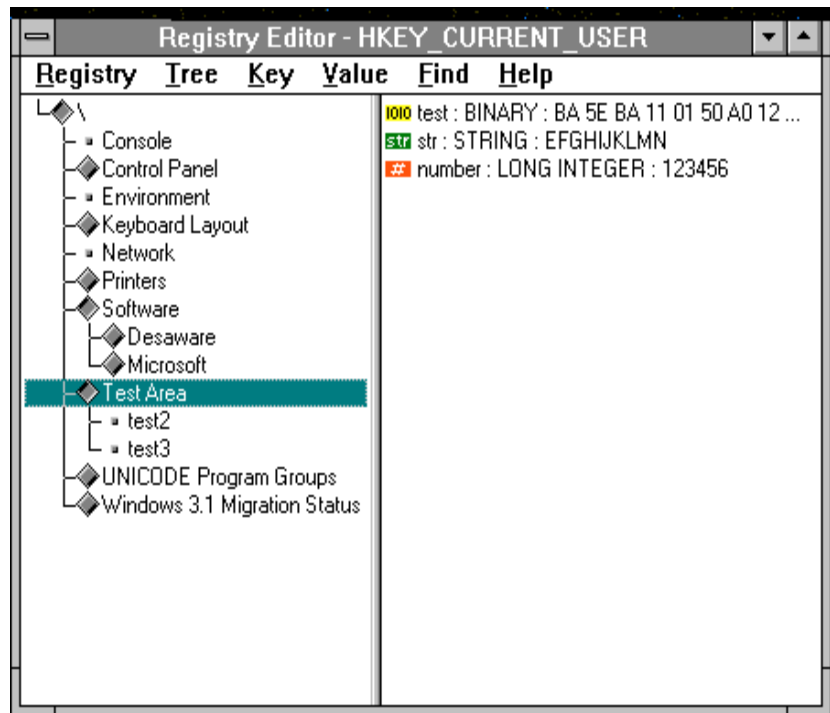 Registry Editor - HKEY_CURRENT_USER
Registry Tree Key Value Find Help
\
Console
Control Panel
Environment
Keyboard Layout
Network
Printers
Software
Desaware
Microsoft
Test Area
test2
test3
UNICODE Program Groups
Windows 3.1 Migration Status
1010 test : BINARY : BA 5E BA 11 01 50 A0 12 ...
str str : STRING : EFGHIJKLMN
# number : LONG INTEGER : 123456